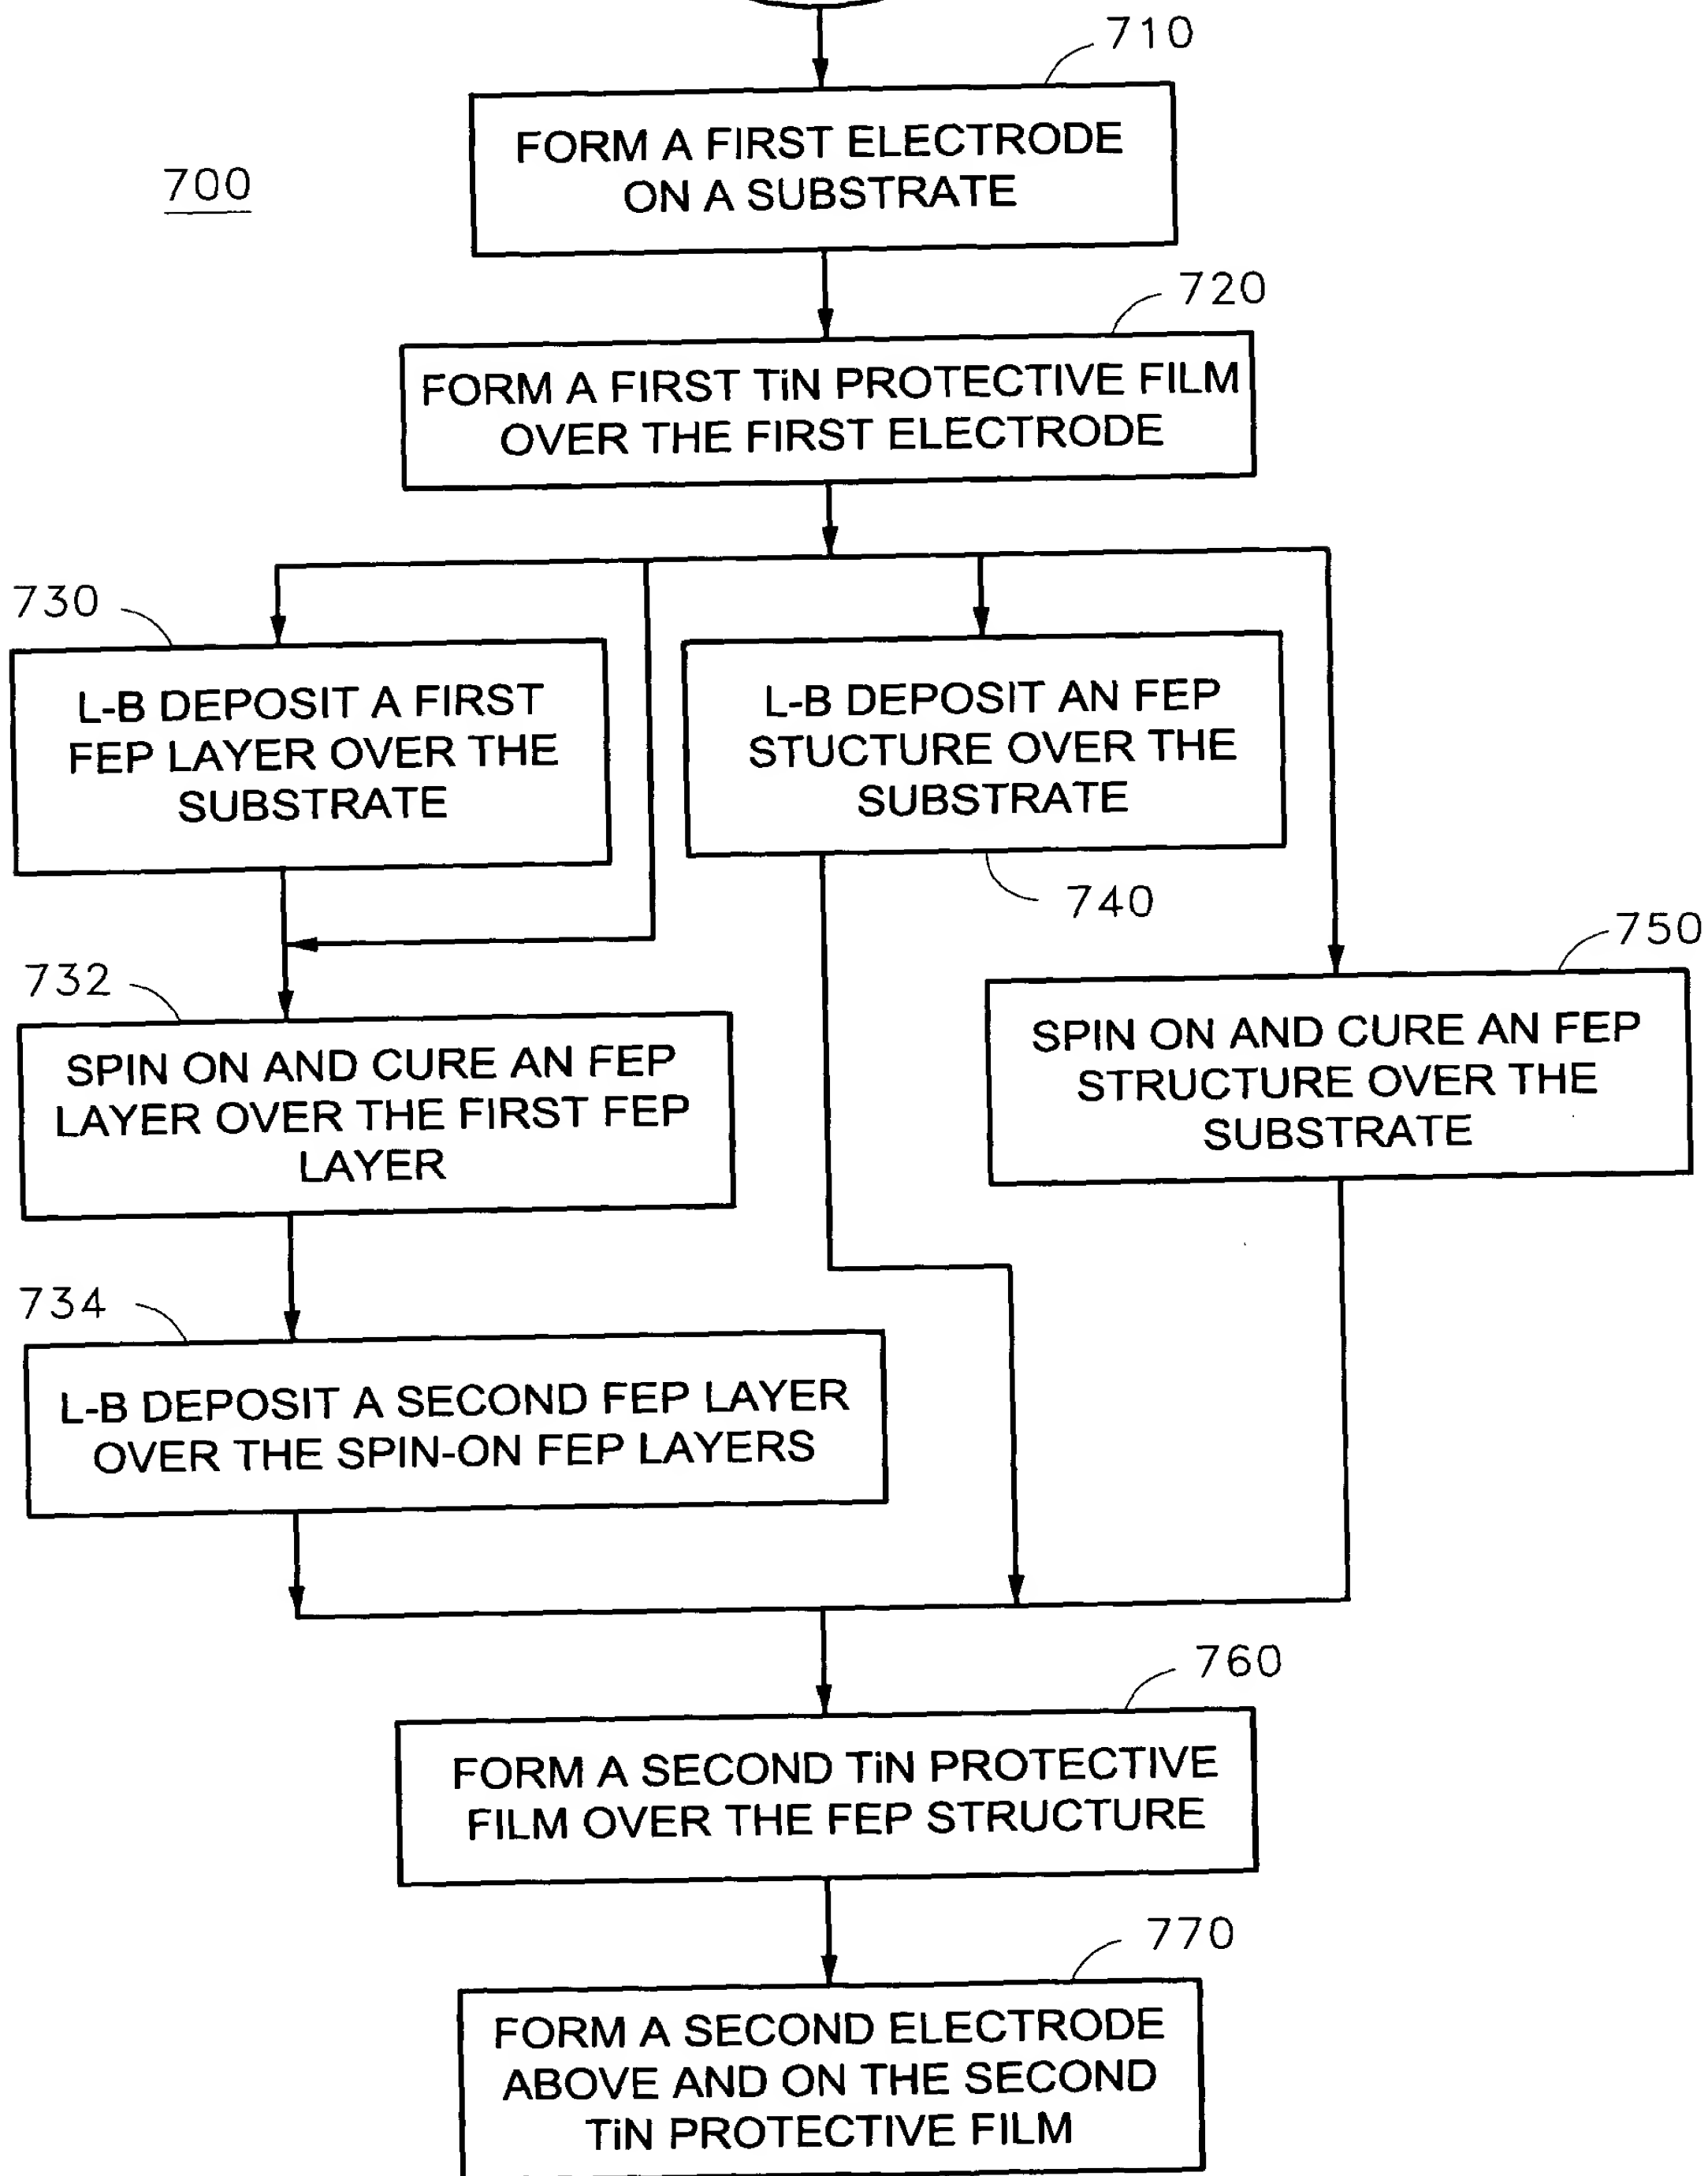 710
700
FORM A FIRST ELECTRODE
ON A SUBSTRATE
720
FORM A FIRST TiN PROTECTIVE FILM
OVER THE FIRST ELECTRODE
730
L-B DEPOSIT A FIRST
FEP LAYER OVER THE
SUBSTRATE
L-B DEPOSIT AN FEP
STUCTURE OVER THE
SUBSTRATE
740
750
732
SPIN ON AND CURE AN FEP
LAYER OVER THE FIRST FEP
LAYER
SPIN ON AND CURE AN FEP
STRUCTURE OVER THE
SUBSTRATE
734
L-B DEPOSIT A SECOND FEP LAYER
OVER THE SPIN-ON FEP LAYERS
760
FORM A SECOND TiN PROTECTIVE
FILM OVER THE FEP STRUCTURE
770
FORM A SECOND ELECTRODE
ABOVE AND ON THE SECOND
TiN PROTECTIVE FILM